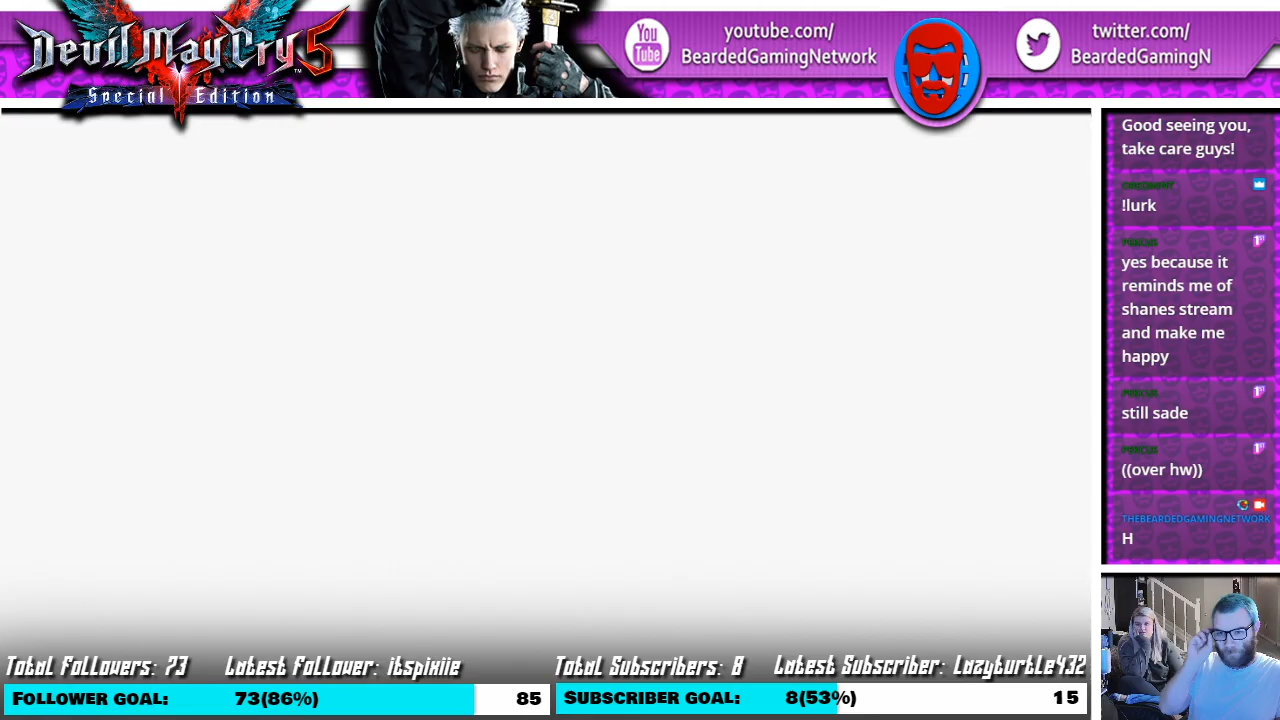 Devil May Cry 5
Special Edition
You
Tube
youtube.com/
BeardedGamingNetwork
twitter.com/
BeardedGamingN
Good seeing you,
take care guys!
!lurk
yes because it
reminds me of
shanes stream
and make me
happy
still sade
((over hw))
THEBEARDEDGAMINGNETWORK
H
Total Followers: 73
Latest Follower: itspixiie
Total Subscribers: 8
Latest Subscriber: Lazyturtle432
FOLLOWER GOAL:
73(86%)
85
SUBSCRIBER GOAL:
8(53%)
15